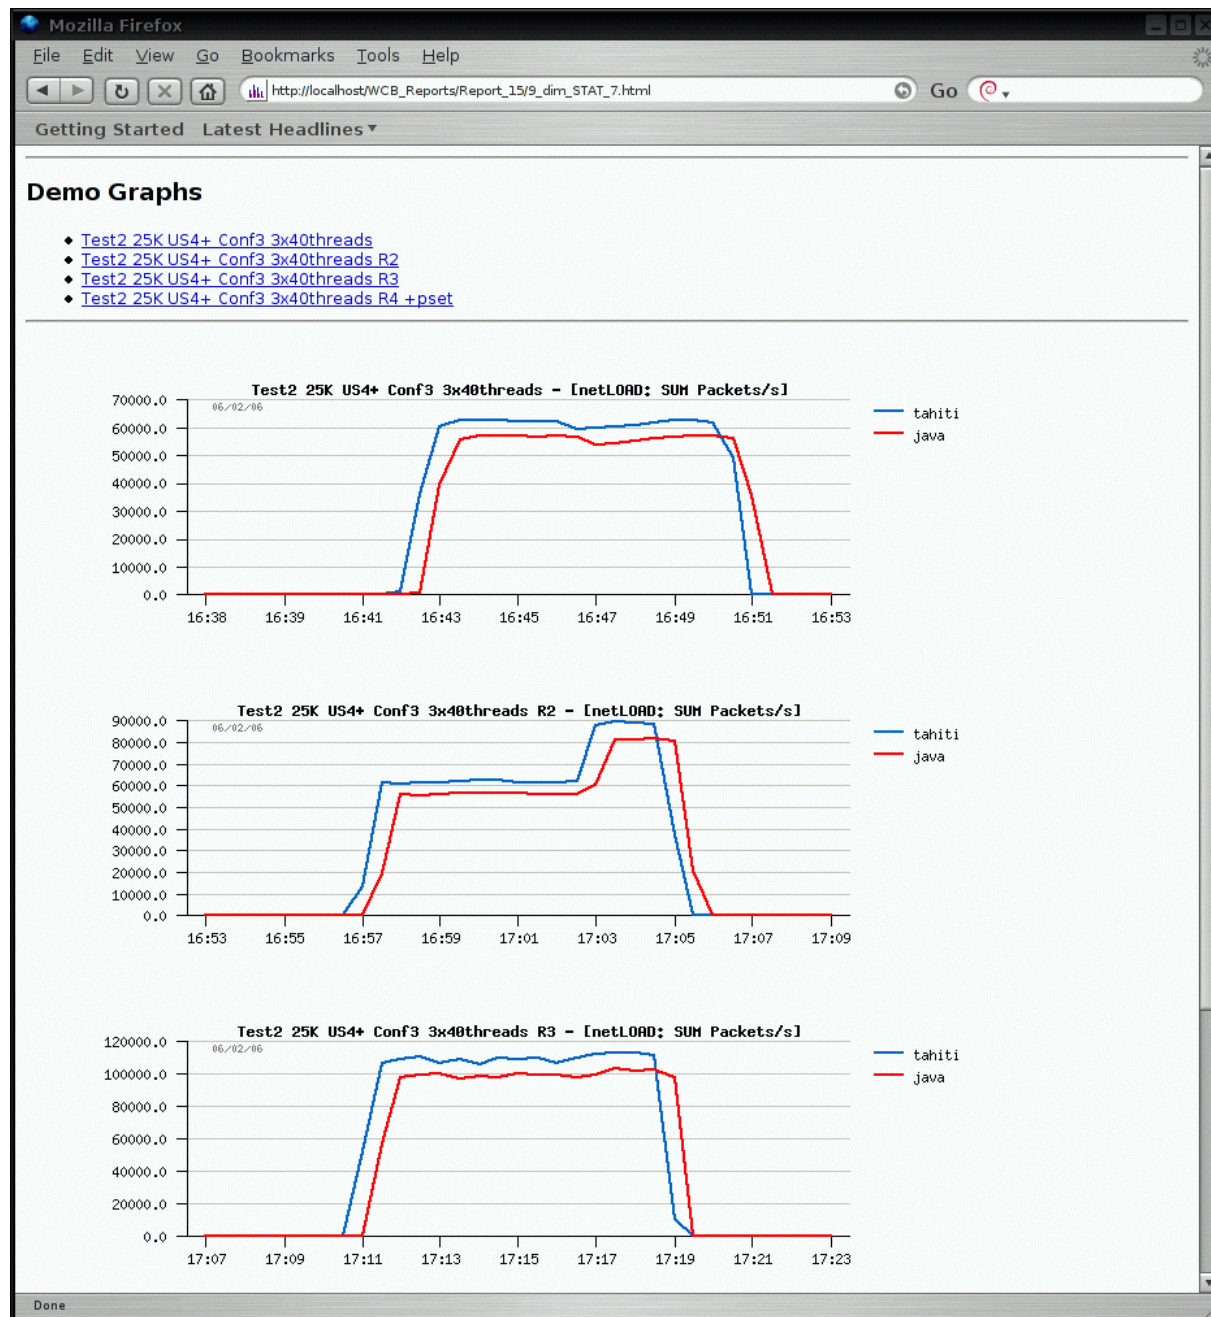 Mozilla Firefox
File Edit View Go Bookmarks Tools Help
http://localhost/WCB_Reports/Report_15/9_dim_STAT_7.html Go
Getting Started Latest Headlines
Demo Graphs
Test2 25K US4+ Conf3 3x40threads
Test2 25K US4+ Conf3 3x40threads R2
Test2 25K US4+ Conf3 3x40threads R3
Test2 25K US4+ Conf3 3x40threads R4 +pset
Test2 25K US4+ Conf3 3x40threads - [netLOAD: SUM Packets/s]
06/02/06
70000.0
60000.0
50000.0
40000.0
30000.0
20000.0
10000.0
0.0
16:38 16:39 16:41 16:43 16:45 16:47 16:49 16:51 16:53
tahiti
java
Test2 25K US4+ Conf3 3x40threads R2 - [netLOAD: SUM Packets/s]
06/02/06
90000.0
80000.0
70000.0
60000.0
50000.0
40000.0
30000.0
20000.0
10000.0
0.0
16:53 16:55 16:57 16:59 17:01 17:03 17:05 17:07 17:09
tahiti
java
Test2 25K US4+ Conf3 3x40threads R3 - [netLOAD: SUM Packets/s]
06/02/06
120000.0
100000.0
80000.0
60000.0
40000.0
20000.0
0.0
17:07 17:09 17:11 17:13 17:15 17:17 17:19 17:21 17:23
tahiti
java
Done